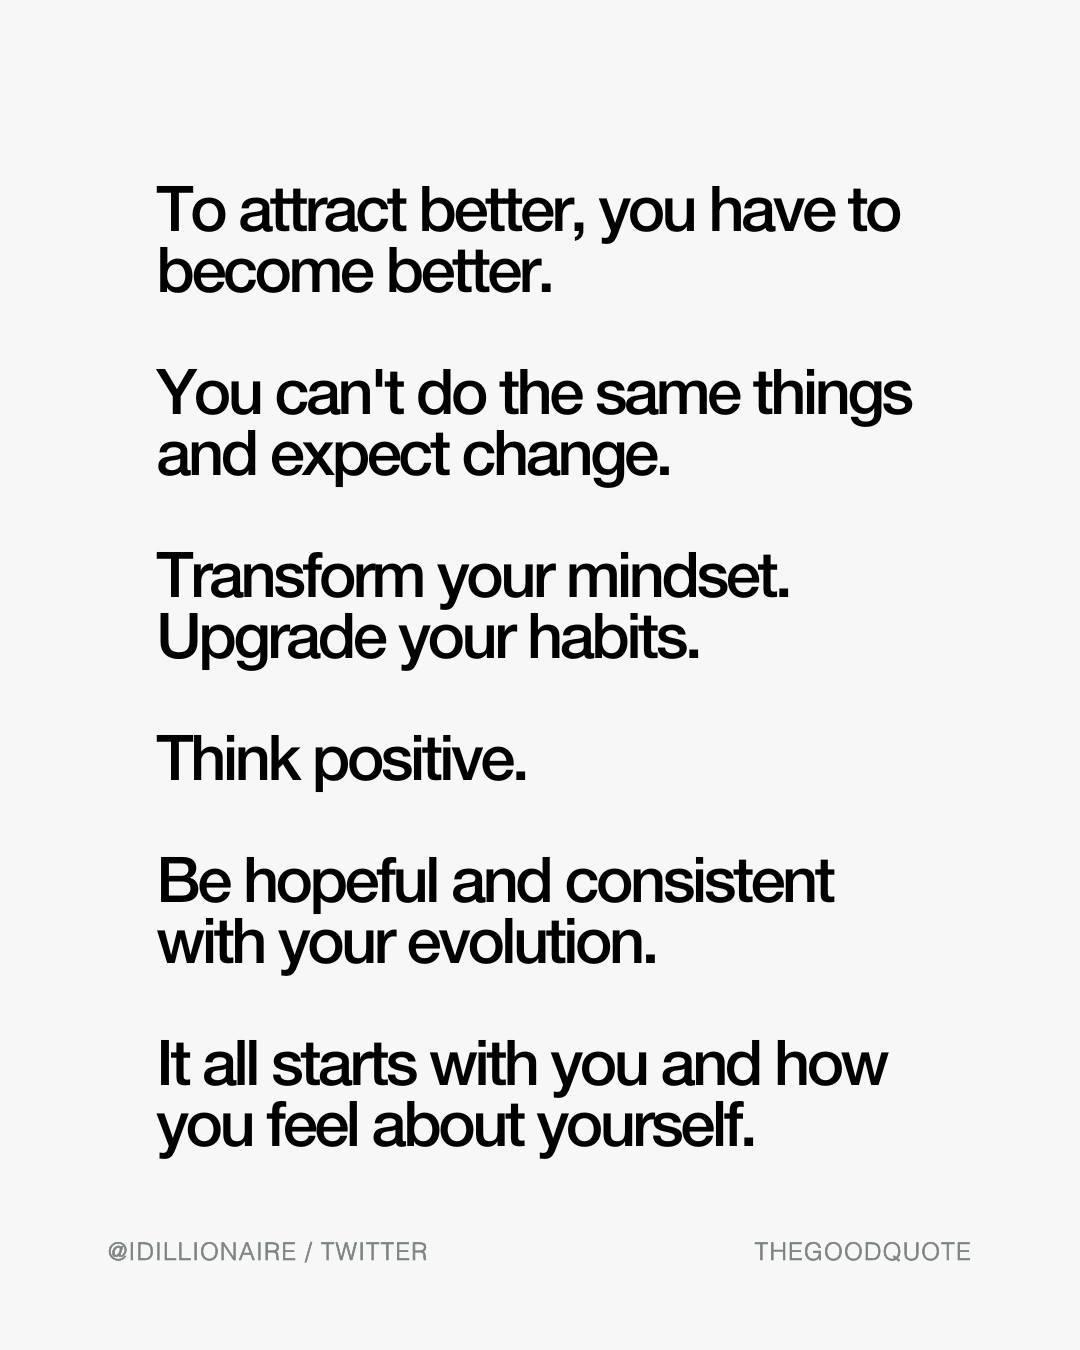 To attract better, you have to
become better.
You can't do the same things
and expect change.
Transform your mindset.
Upgrade your habits.
Think positive.
Be hopeful and consistent
with your evolution.
It all starts with you and how
you feel about yourself.
@IDILLIONAIRE / TWITTER
THEGOODQUOTE